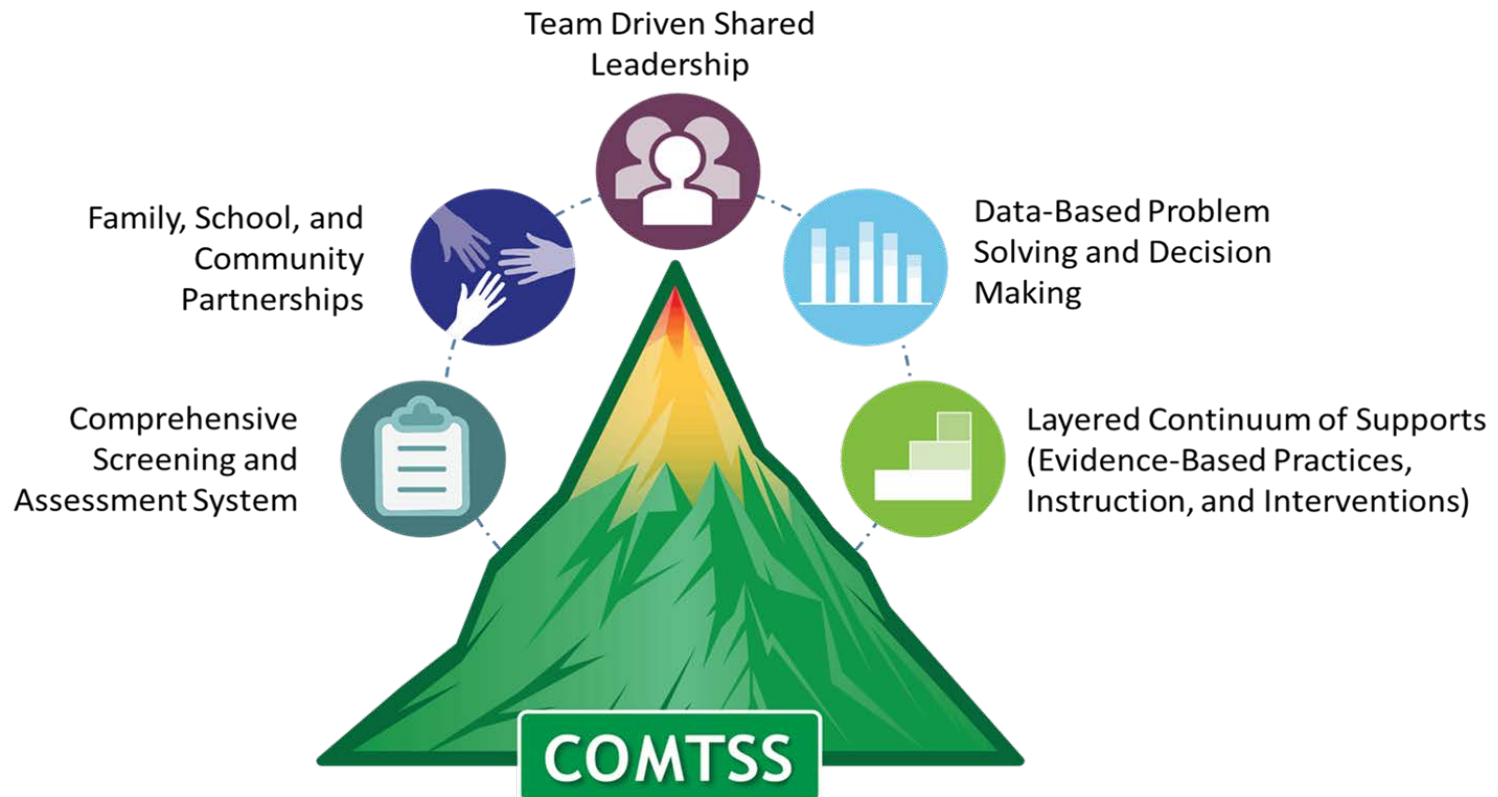 Team Driven Shared
Leadership
Family, School, and
Community
Partnerships
Data-Based Problem
Solving and Decision
Making
Comprehensive
Screening and
Assessment System
Layered Continuum of Supports
(Evidence-Based Practices,
Instruction, and Interventions)
COMTSS